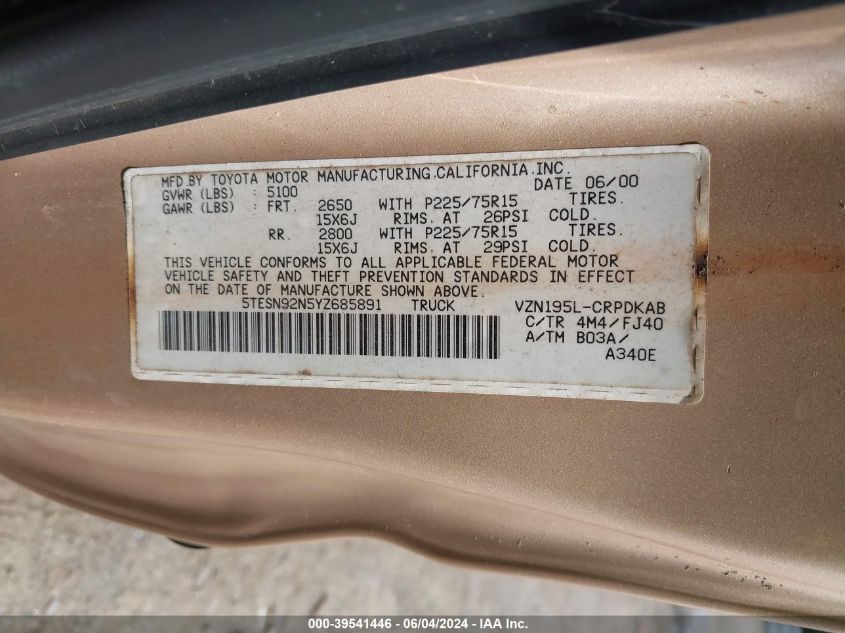 MFD BY TOYOTA MOTOR MANUFACTURING,CALIFORNIA,INC.
GVWR (LBS) : 5100 DATE 06/00
GAWR (LBS) : FRT. 2650 WITH P225/75R15 TIRES.
15X6J RIMS. AT 26PSI COLD.
RR. 2800 WITH P225/75R15 TIRES.
15X6J RIMS. AT 29PSI COLD.
THIS VEHICLE CONFORMS TO ALL APPLICABLE FEDERAL MOTOR
VEHICLE SAFETY AND THEFT PREVENTION STANDARDS IN EFFECT
ON THE DATE OF MANUFACTURE SHOWN ABOVE.
5TESN92N5YZ685891 TRUCK VZN195L-CRPDKAB
C/TR 4M4/FJ40
A/TM B03A/
A340E
000-39541446 - 06/04/2024 - IAA Inc.